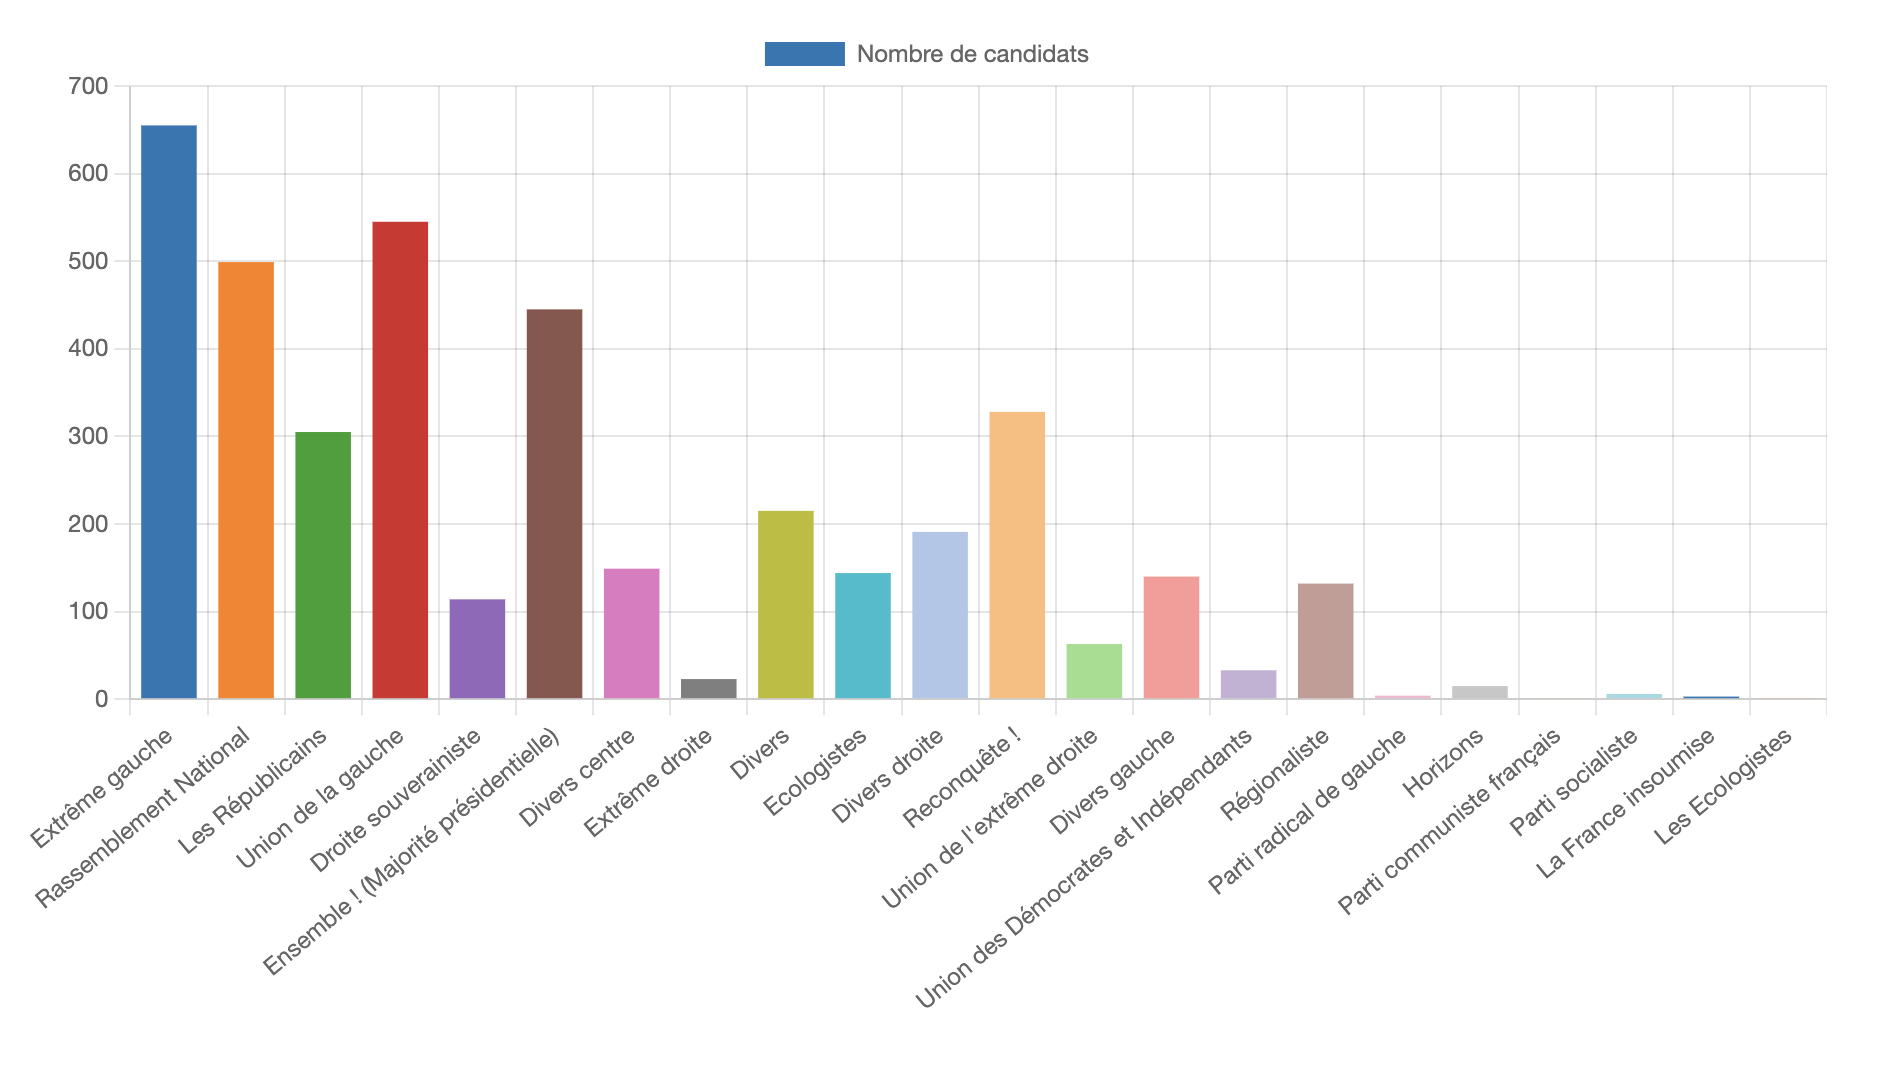 Nombre de candidats
700
600
500
400
300
200
100
0
Extrême gauche
Rassemblement National
Les Républicains
Union de la gauche
Droite souverainiste
Ensemble ! (Majorité présidentielle)
Divers centre
Extrême droite
Divers
Ecologistes
Divers droite
Reconquête !
Union de l'extrême droite
Divers gauche
Union des Démocrates et Indépendants
Régionaliste
Parti radical de gauche
Horizons
Parti communiste français
Parti socialiste
La France insoumise
Les Ecologistes